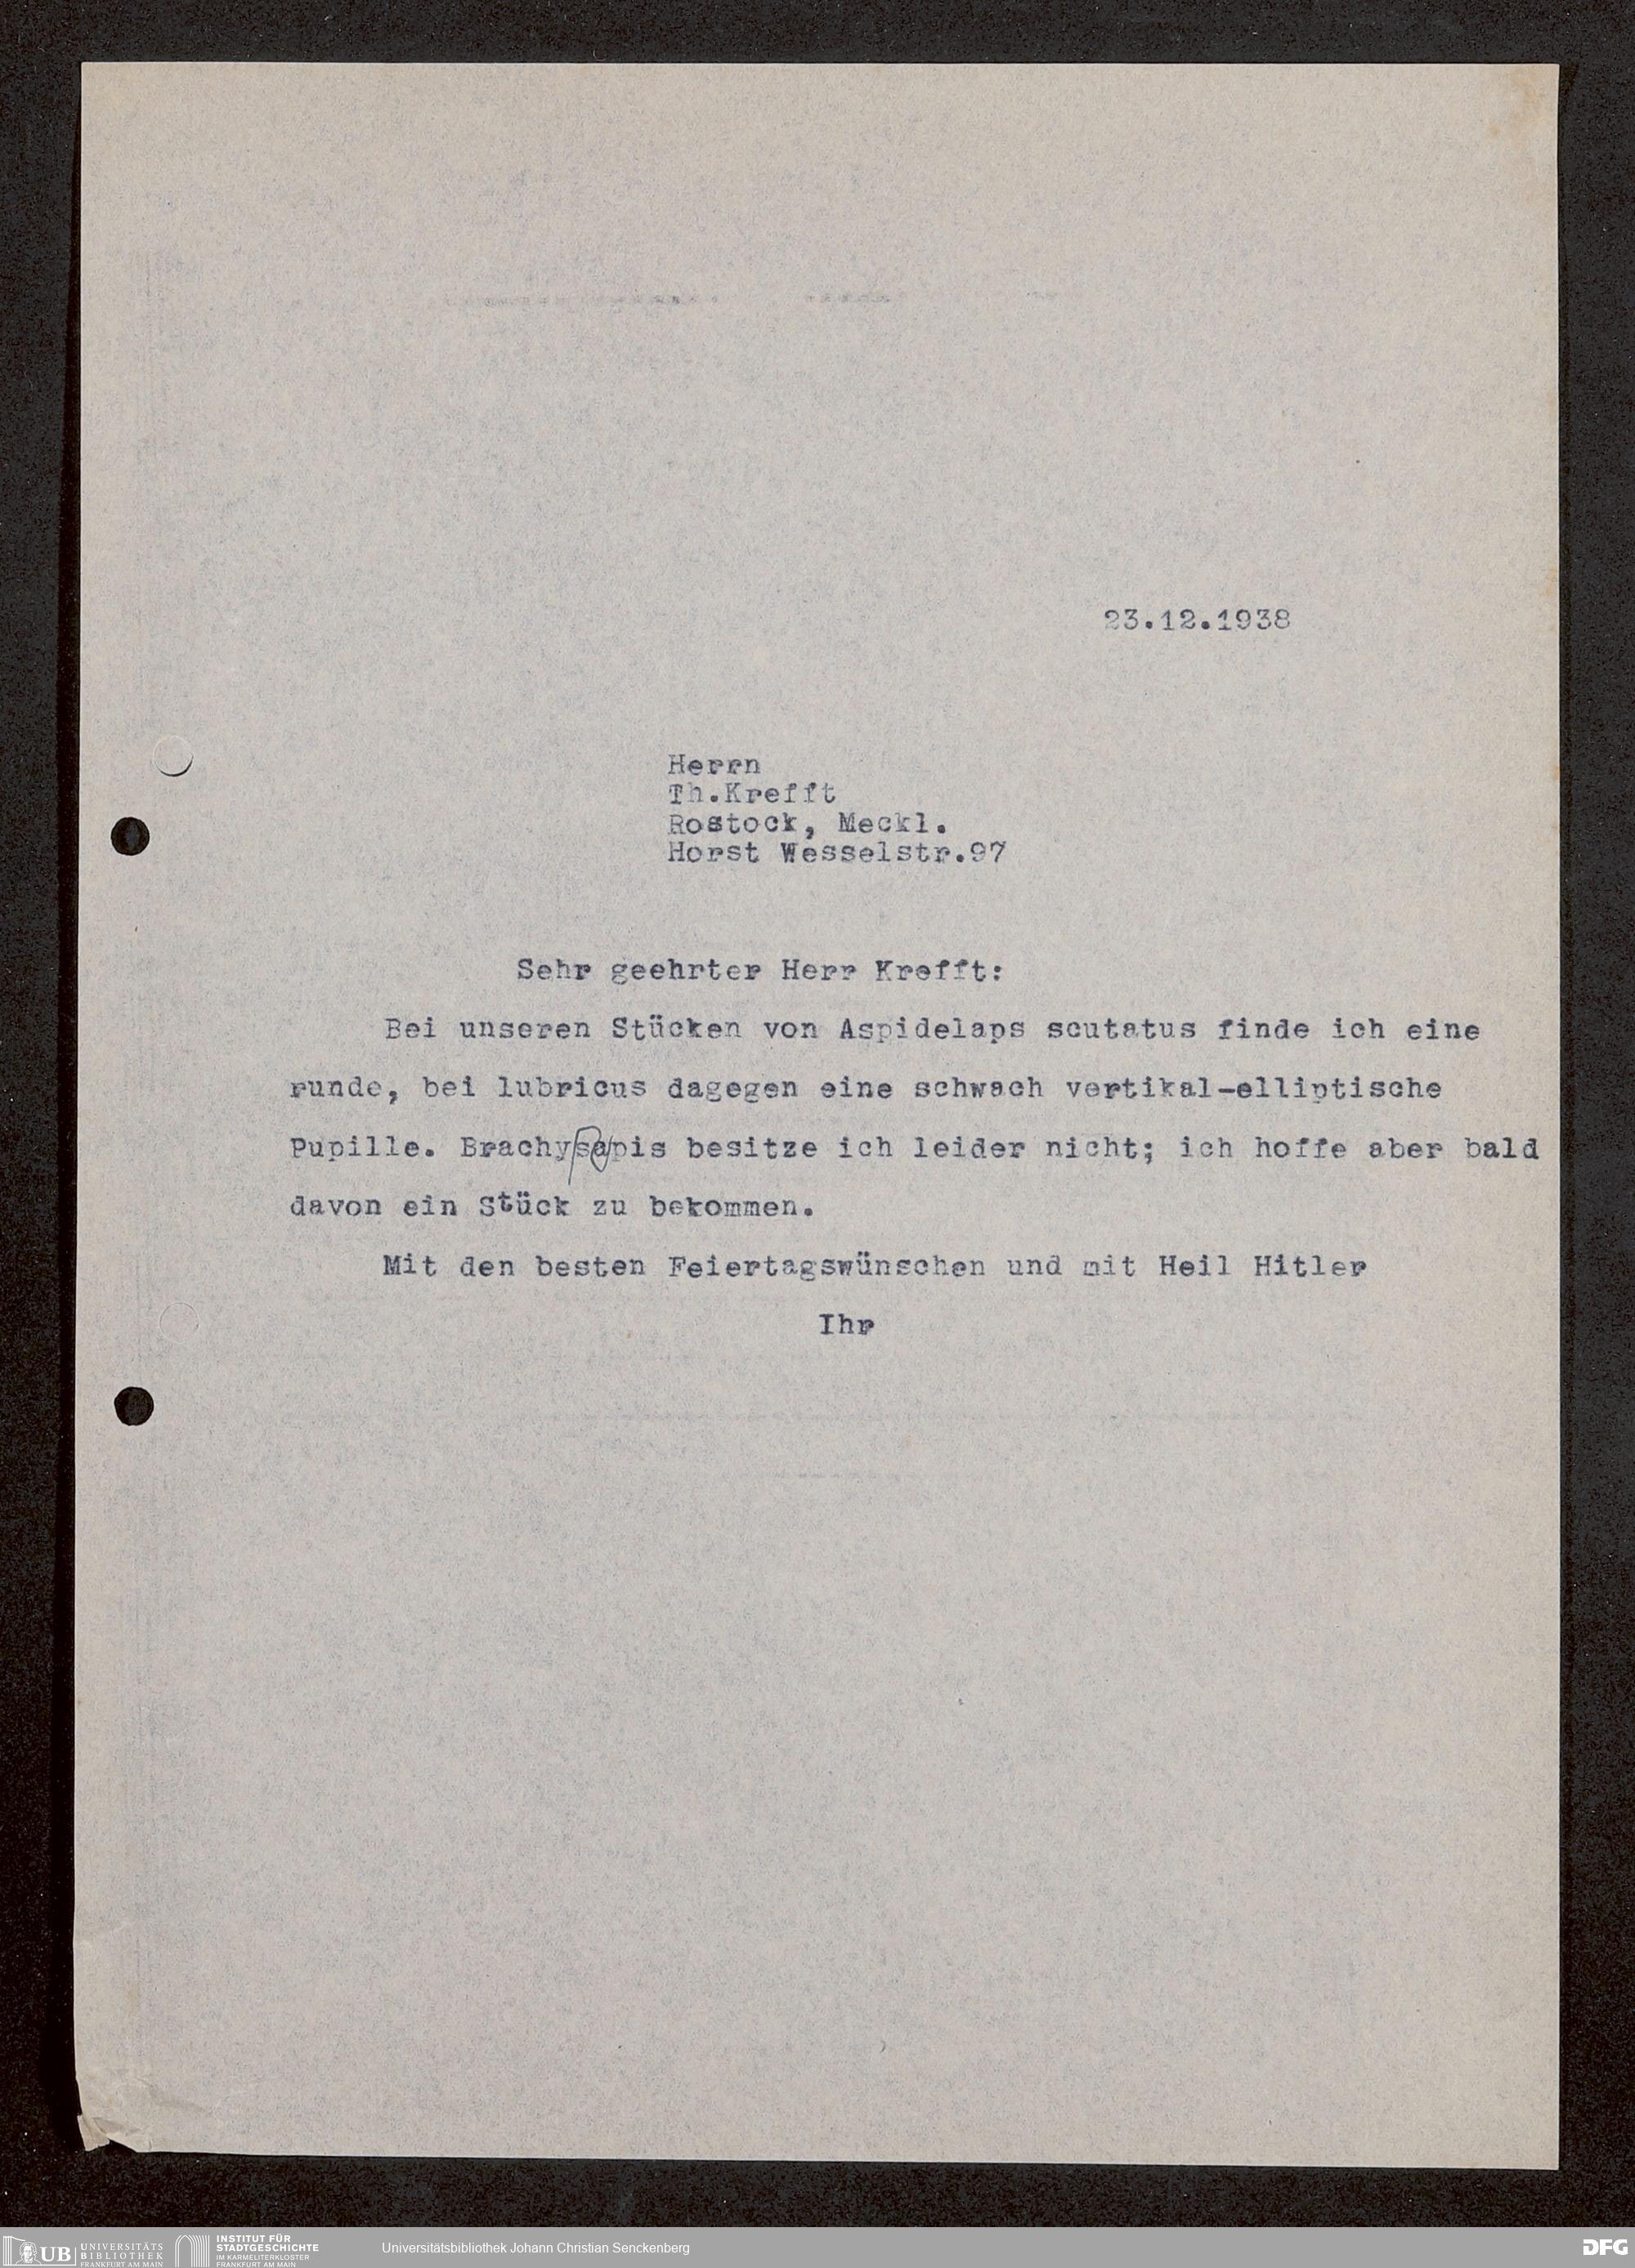 23.12.1938
Herrn
Th.Krefft
Rostock, Meckl.
Horst Wesselstr.97
Sehr geehrter Herr Krefft:
Bei unseren Stücken von Aspidelaps scutatus finde ich eine
runde, bei lubricus dagegen eine schwach vertikal-elliptische
Pupille. Brachysapis besitze ich leider nicht; ich hoffe aber bald
davon ein Stück zu bekommen.
Mit den besten Feiertagswünschen und mit Heil Hitler
Ihr
UB UNIVERSITÄTS
BIBLIOTHEK
FRANKFURT AM MAIN
INSTITUT FÜR
STADTGESCHICHTE
IM KARMELITERKLOSTER
FRANKFURT AM MAIN
Universitätsbibliothek Johann Christian Senckenberg
DFG